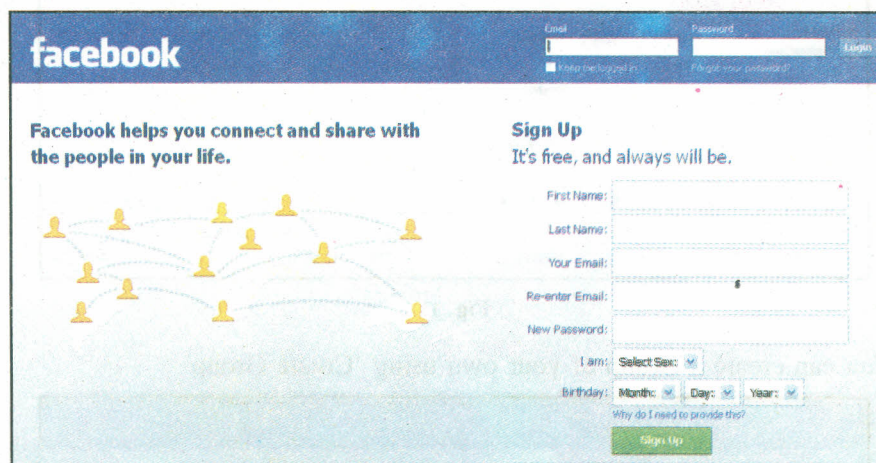 Email
Password
facebook
Login
Keep me logged in
Forgot your password?
Facebook helps you connect and share with
the people in your life.
Sign Up
It's free, and always will be.
First Name:
Last Name:
Your Email:
Re-enter Email:
New Password:
I am:
Select Sex:
Birthday:
Month:
Day:
Year:
Why do I need to provide this?
Sign Up